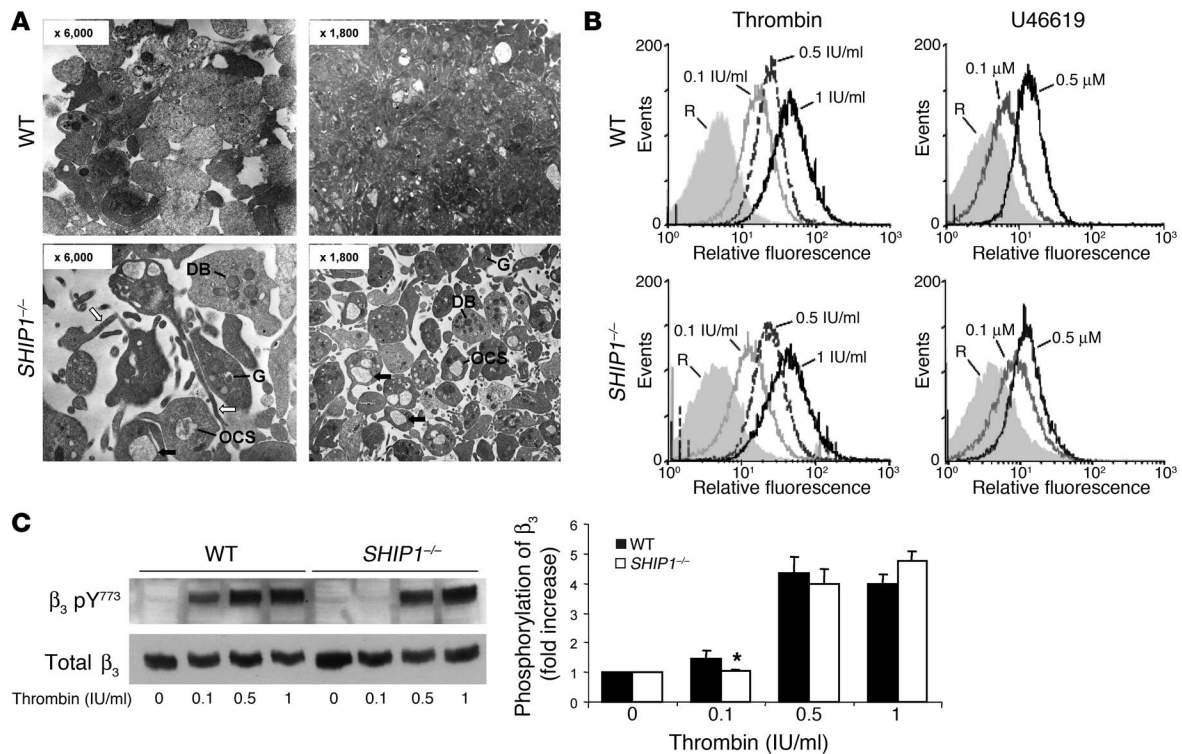 A
x 6,000
x 1,800
WT
x 6,000
DB
G
OCS
x 1,800
G
DB
OCS
SHIP1–/–
B
Thrombin
U46619
WT
200
Events
0
R
0.1 IU/ml
0.5 IU/ml
1 IU/ml
10⁰ 10¹ 10² 10³
Relative fluorescence
200
Events
0
R
0.1 μM
0.5 μM
10⁰ 10¹ 10² 10³
Relative fluorescence
SHIP1–/–
200
Events
0
R
0.1 IU/ml
0.5 IU/ml
1 IU/ml
10⁰ 10¹ 10² 10³
Relative fluorescence
200
Events
0
R
0.1 μM
0.5 μM
10⁰ 10¹ 10² 10³
Relative fluorescence
C
WT SHIP1–/–
β₃ pY⁷⁷³
Total β₃
Thrombin (IU/ml) 0 0.1 0.5 1 0 0.1 0.5 1
Phosphorylation of β₃
(fold increase)
6
5
4
3
2
1
0
WT
SHIP1–/–
*
0 0.1 0.5 1
Thrombin (IU/ml)